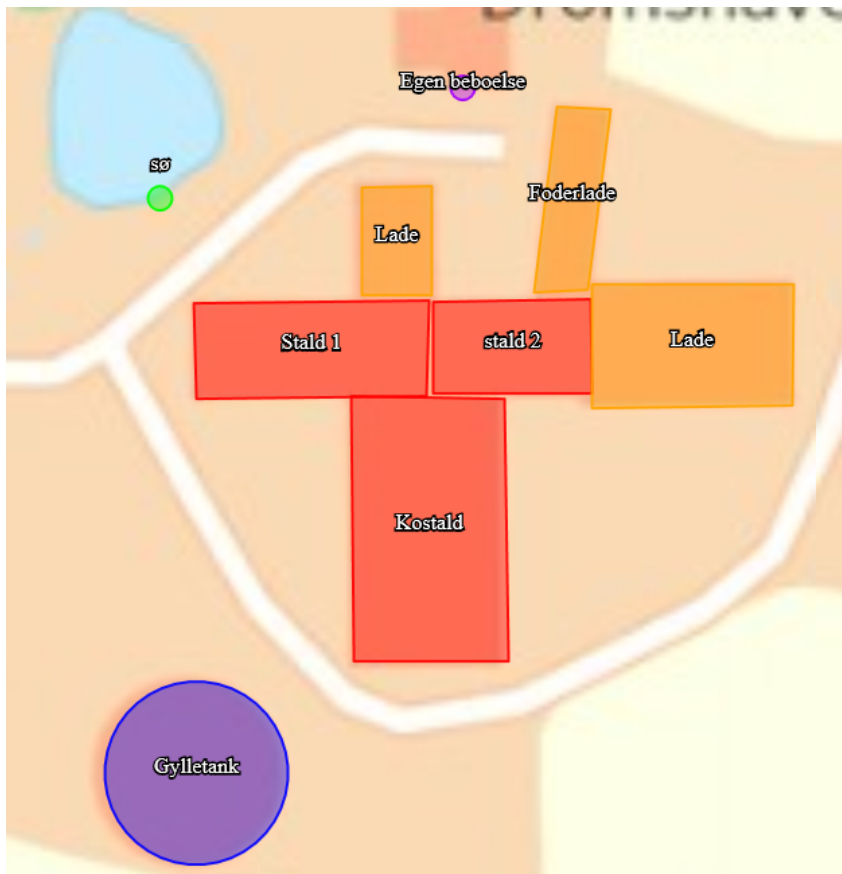 Egen beboelse
sø
Foderlade
Lade
Stald 1
stald 2
Lade
Kostald
Gylletank